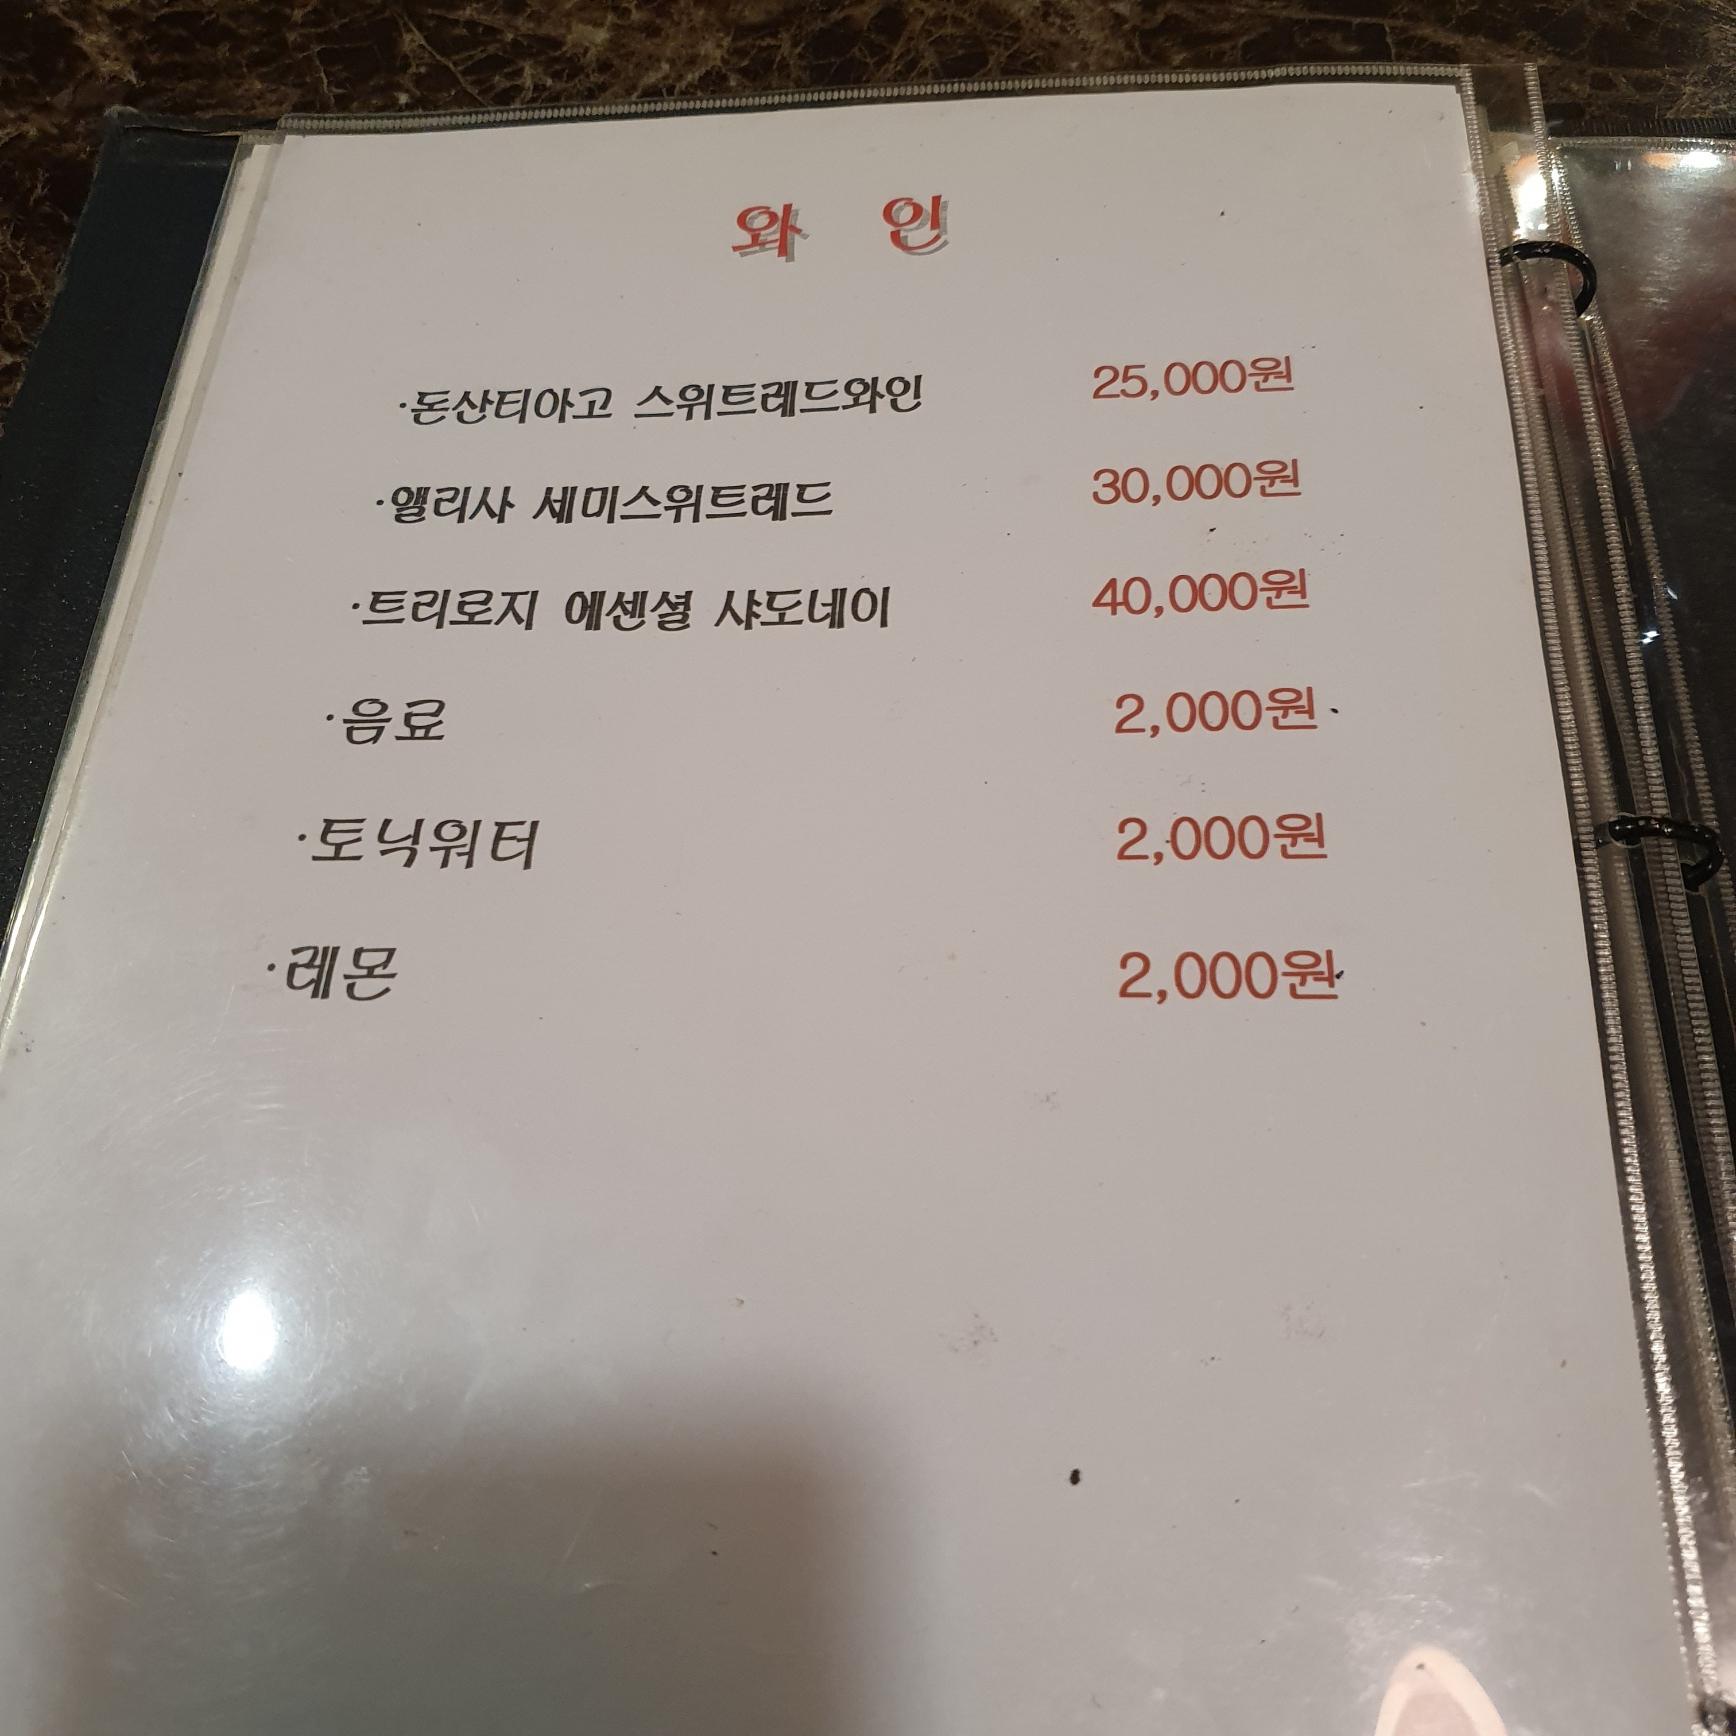 와 인
·돈산티아고 스위트레드와인 25,000원
·앨리사 세미스위트레드 30,000원
·트리로지 에센셜 샤도네이 40,000원
·음료 2,000원
·토닉워터 2,000원
·레몬 2,000원